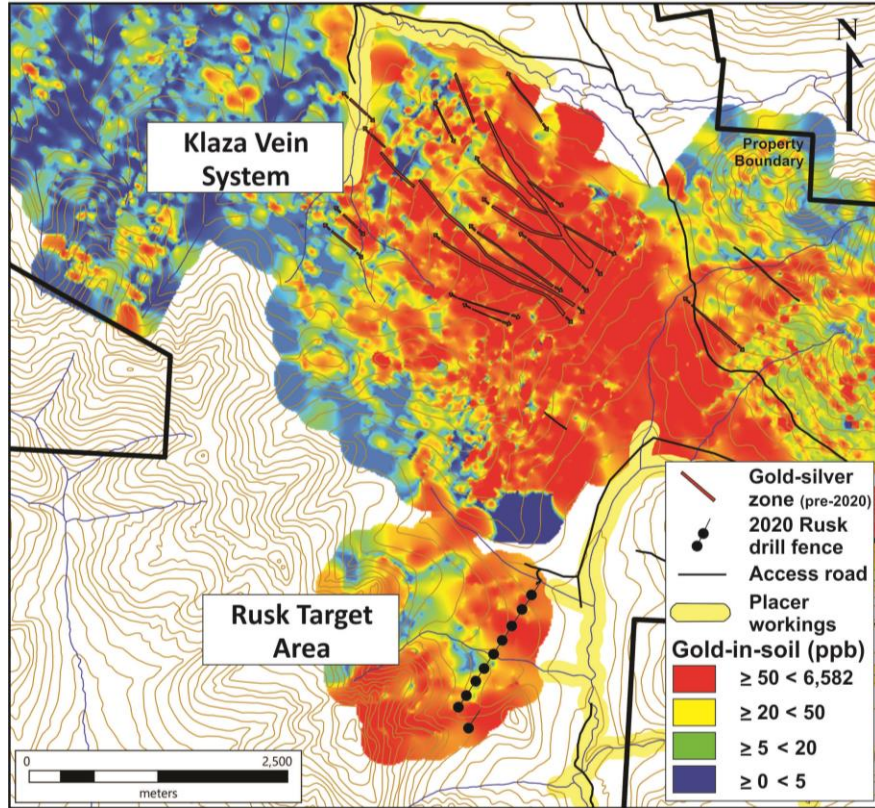 N
Klaza Vein
System
Property
Boundary
Rusk Target
Area
Gold-silver
zone (pre-2020)
2020 Rusk
drill fence
Access road
Placer
workings
Gold-in-soil (ppb)
≥ 50 < 6,582
≥ 20 < 50
≥ 5 < 20
≥ 0 < 5
0 2,500
meters